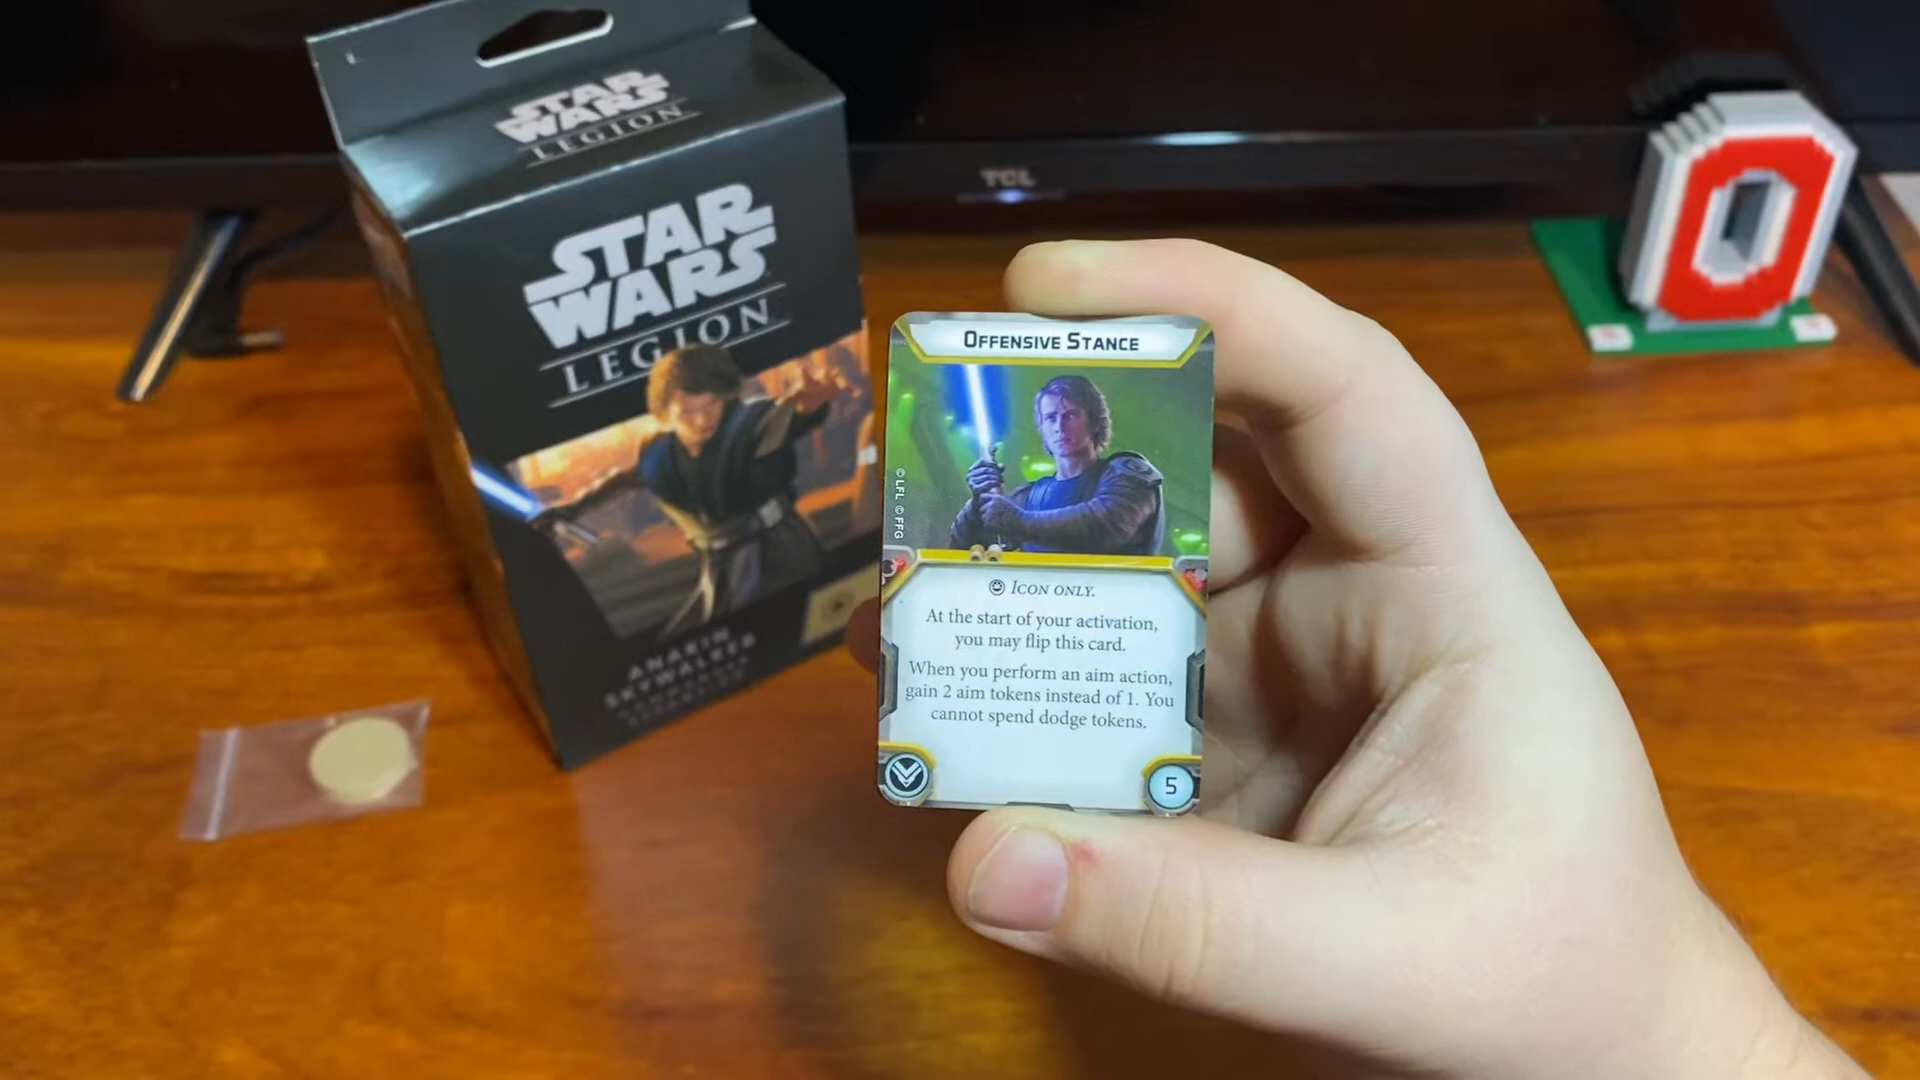 STAR
WARS
LEGION
STAR
WARS
LEGION
ANAKIN
SKYWALKER
TCL
OFFENSIVE STANCE
© LFL © FFG
ICON ONLY.
At the start of your activation,
you may flip this card.
When you perform an aim action,
gain 2 aim tokens instead of 1. You
cannot spend dodge tokens.
5
O